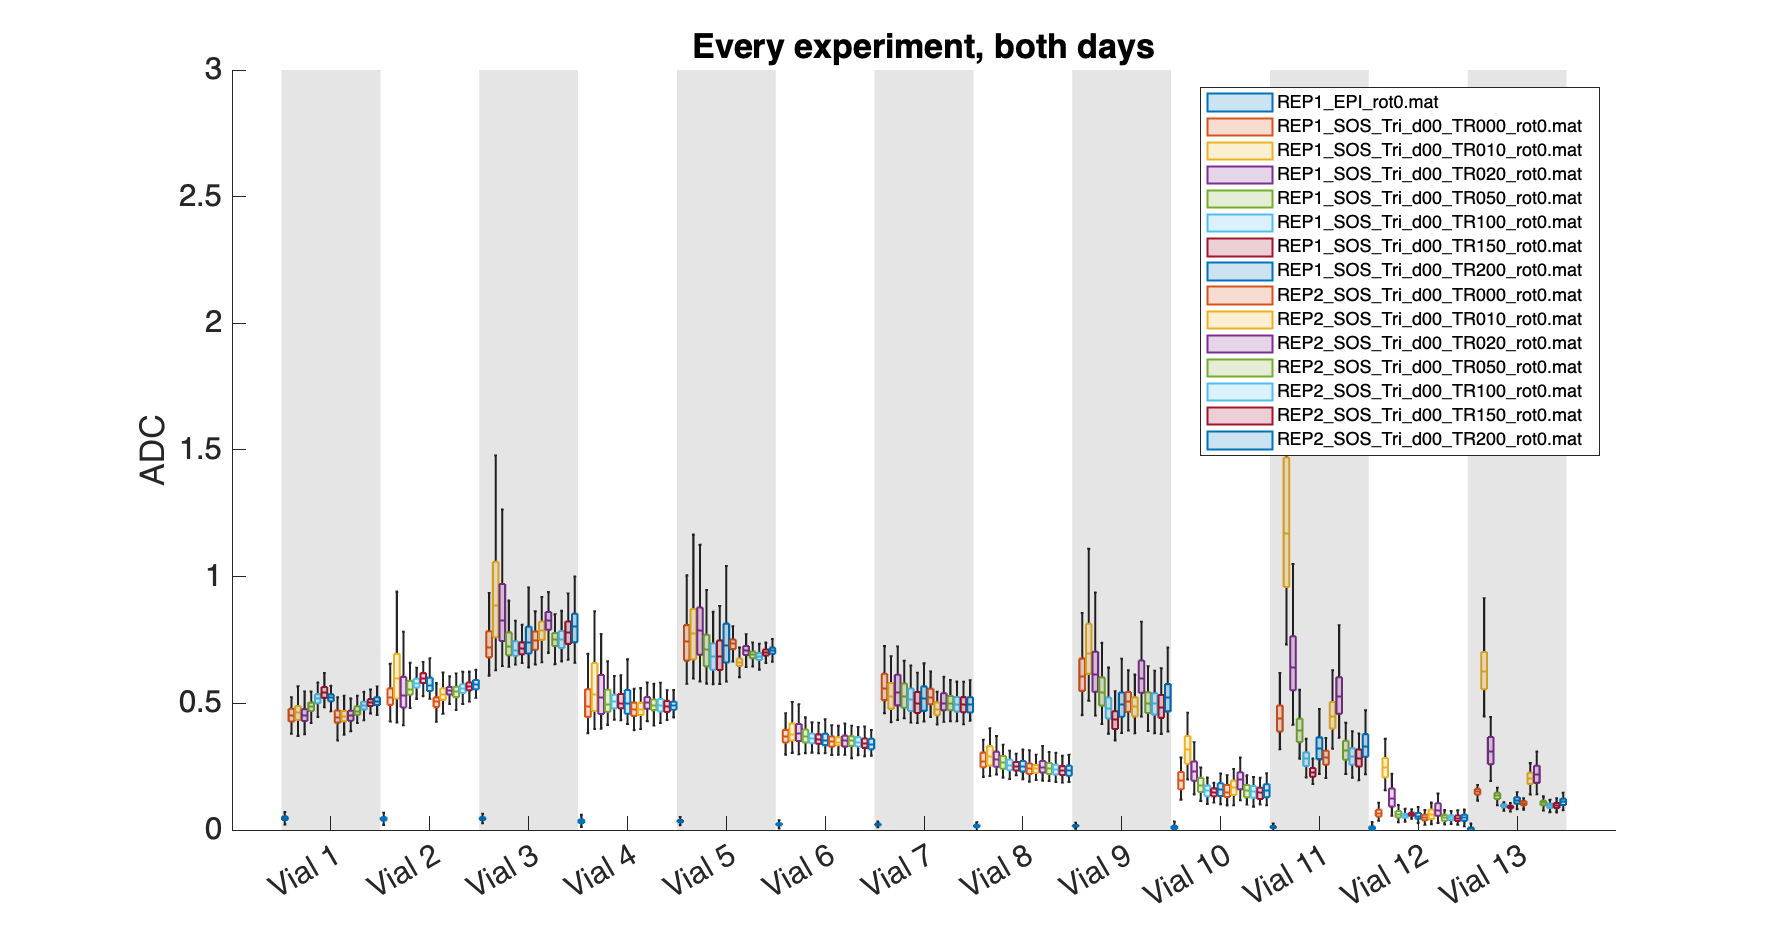 Every experiment, both days
3
2.5
2
1.5
1
0.5
0
ADC
REP1_EPI_rot0.mat
REP1_SOS_Tri_d00_TR000_rot0.mat
REP1_SOS_Tri_d00_TR010_rot0.mat
REP1_SOS_Tri_d00_TR020_rot0.mat
REP1_SOS_Tri_d00_TR050_rot0.mat
REP1_SOS_Tri_d00_TR100_rot0.mat
REP1_SOS_Tri_d00_TR150_rot0.mat
REP1_SOS_Tri_d00_TR200_rot0.mat
REP2_SOS_Tri_d00_TR000_rot0.mat
REP2_SOS_Tri_d00_TR010_rot0.mat
REP2_SOS_Tri_d00_TR020_rot0.mat
REP2_SOS_Tri_d00_TR050_rot0.mat
REP2_SOS_Tri_d00_TR100_rot0.mat
REP2_SOS_Tri_d00_TR150_rot0.mat
REP2_SOS_Tri_d00_TR200_rot0.mat
Vial 1
Vial 2
Vial 3
Vial 4
Vial 5
Vial 6
Vial 7
Vial 8
Vial 9
Vial 10
Vial 11
Vial 12
Vial 13